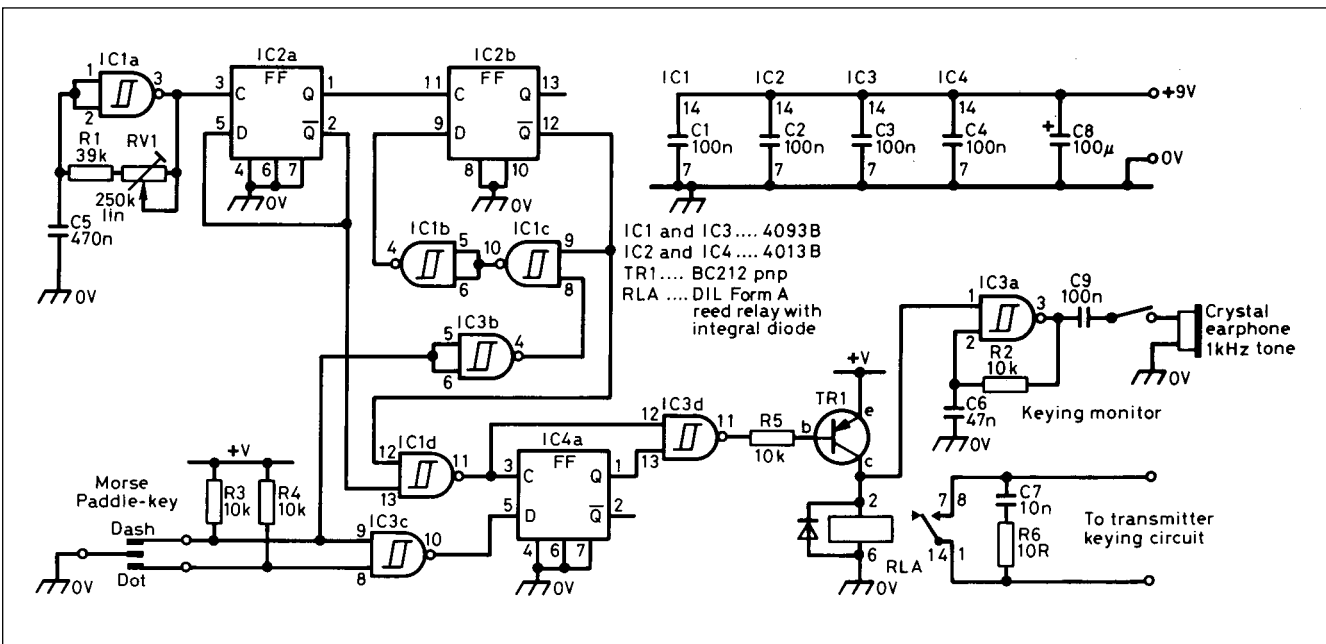 IC1a
1
2
3
R1
39k
RV1
250k
lin
C5
470n
0V
IC2a
FF
3
C
Q
1
5
D
Q̅
2
4
6
7
0V
IC2b
FF
11
C
Q
13
9
D
Q̅
12
8
10
0V
IC1
IC2
IC3
IC4
14
14
14
14
C1
100n
C2
100n
C3
100n
C4
100n
+
C8
100μ
7
7
7
7
+9V
0V
IC1b
4
5
6
IC1c
10
9
8
IC3b
5
6
4
IC1 and IC3.... 4093B
IC2 and IC4.... 4013B
TR1.... BC212 pnp
RLA .... DIL Form A
reed relay with
integral diode
IC3a
1
2
3
C9
100n
R2
10k
C6
47n
0V
Crystal
earphone
1kHz tone
0V
Keying monitor
+V
TR1
b
e
c
R5
10k
IC3d
12
13
11
IC1d
12
13
11
IC4a
FF
3
C
Q
1
5
D
Q̅
2
4
6
7
0V
+V
R3
10k
R4
10k
Morse
Paddle-key
Dash
Dot
0V
IC3c
9
8
10
2
6
RLA
0V
7
8
14
1
C7
10n
R6
10R
To transmitter
keying circuit